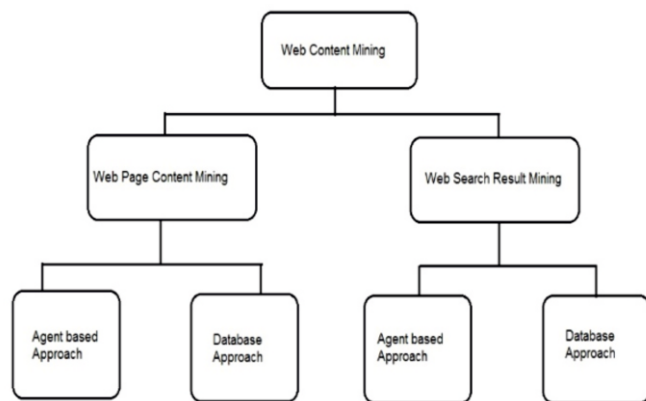 Web Content Mining
Web Page Content Mining
Web Search Result Mining
Agent based
Approach
Database
Approach
Agent based
Approach
Database
Approach